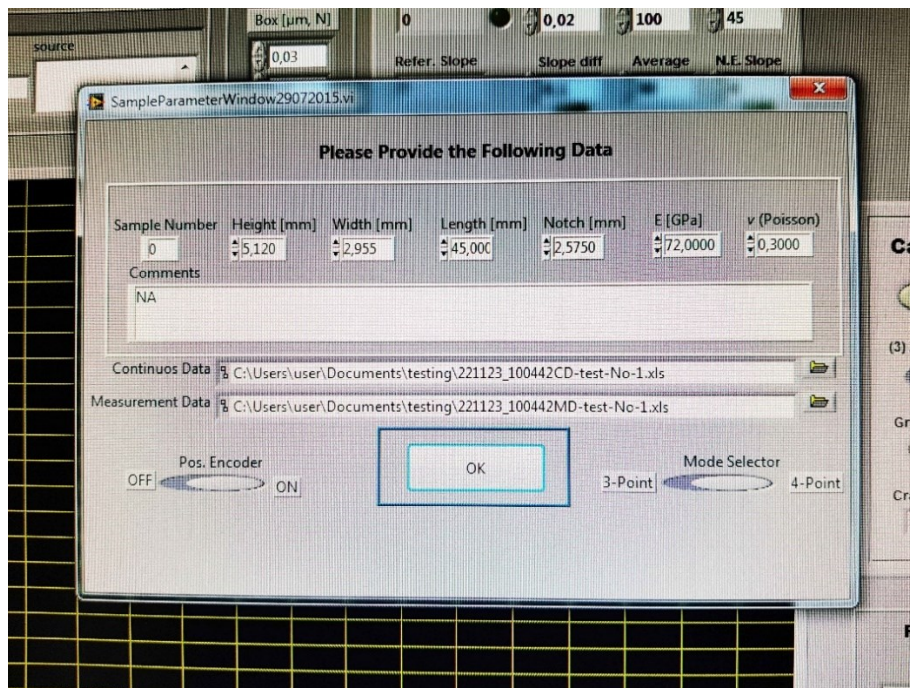 Box [µm, N]
0
0,02
100
45
source
0,03
Refer. Slope
Slope diff
Average
N.E. Slope
SampleParameterWindow29072015.vi
Please Provide the Following Data
Sample Number
Height [mm]
Width [mm]
Length [mm]
Notch [mm]
E [GPa]
v (Poisson)
0
5,120
2,955
45,000
2,5750
72,0000
0,3000
Comments
NA
Continuos Data
C:\Users\user\Documents\testing\221123_100442CD-test-No-1.xls
Measurement Data
C:\Users\user\Documents\testing\221123_100442MD-test-No-1.xls
Pos. Encoder
OFF
ON
OK
Mode Selector
3-Point
4-Point
(3)